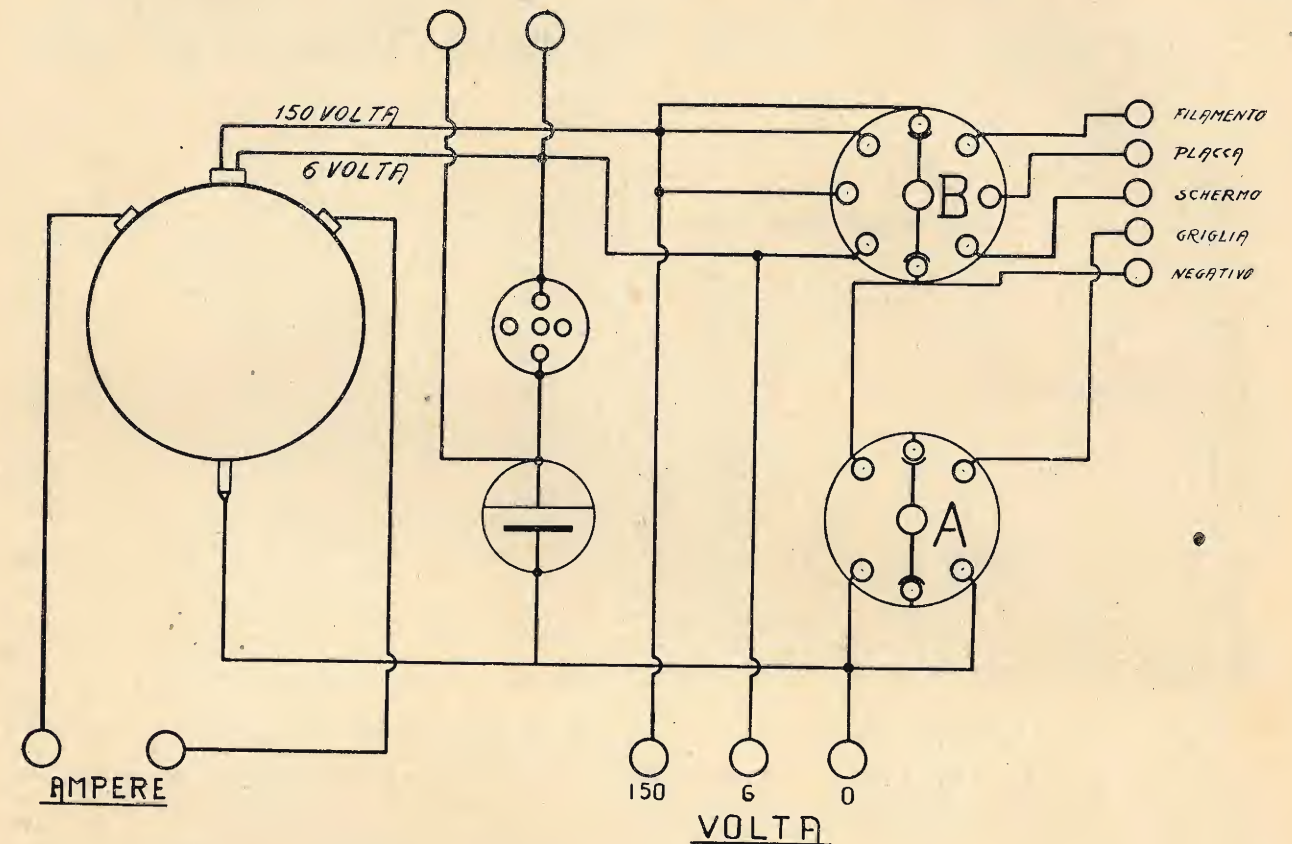 150 VOLTA
6 VOLTA
FILAMENTO
PLACCA
SCHERMO
GRIGLIA
NEGATIVO
B
A
AMPERE
150
6
0
VOLTA